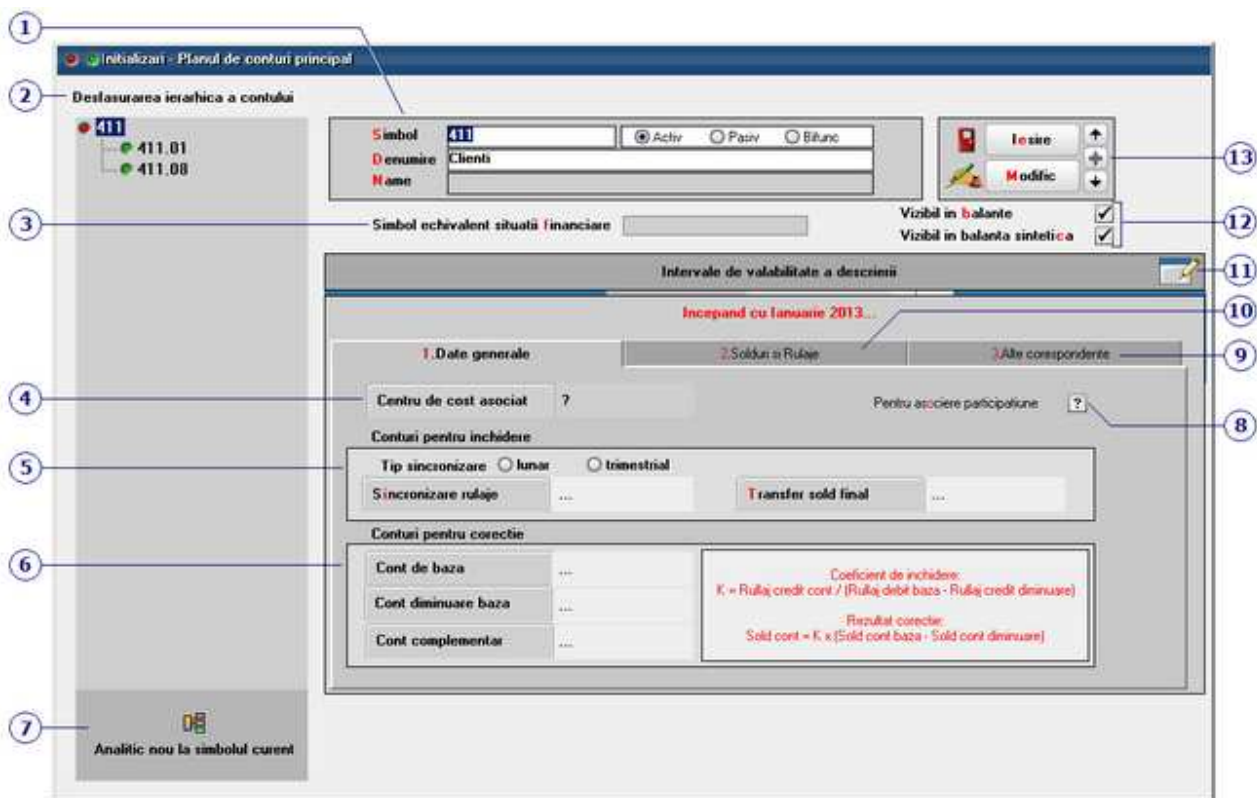 1
Initializari - Planul de conturi principal
2
Desfasurarea ierarhica a contului
411
411.01
411.08
Simbol 411 Activ Pasiv Bifunc
Denumire Clienti
Name
Iesire
Modific
13
3
Simbol echivalent situatii financiare
Vizibil in balante
Vizibil in balanta sintetica
12
Intervale de valabilitate a descrierii
11
Incepand cu Ianuarie 2013...
10
1.Date generale 2.Solduri si Rulaje 3.Alte corespondente
9
4
Centru de cost asociat ?
Pentru asociere participatiune ?
8
Conturi pentru inchidere
5
Tip sincronizare lunar trimestrial
Sincronizare rulaje ... Transfer sold final ...
Conturi pentru corectie
6
Cont de baza ...
Cont diminuare baza ...
Cont complementar ...
Coeficient de inchidere:
K = Rullaj credit cont / (Rullaj debit baza - Rullaj credit diminuare)
Rezultat corectie:
Sold cont = K x (Sold cont baza - Sold cont diminuare)
7
Analitic nou la simbolul curent